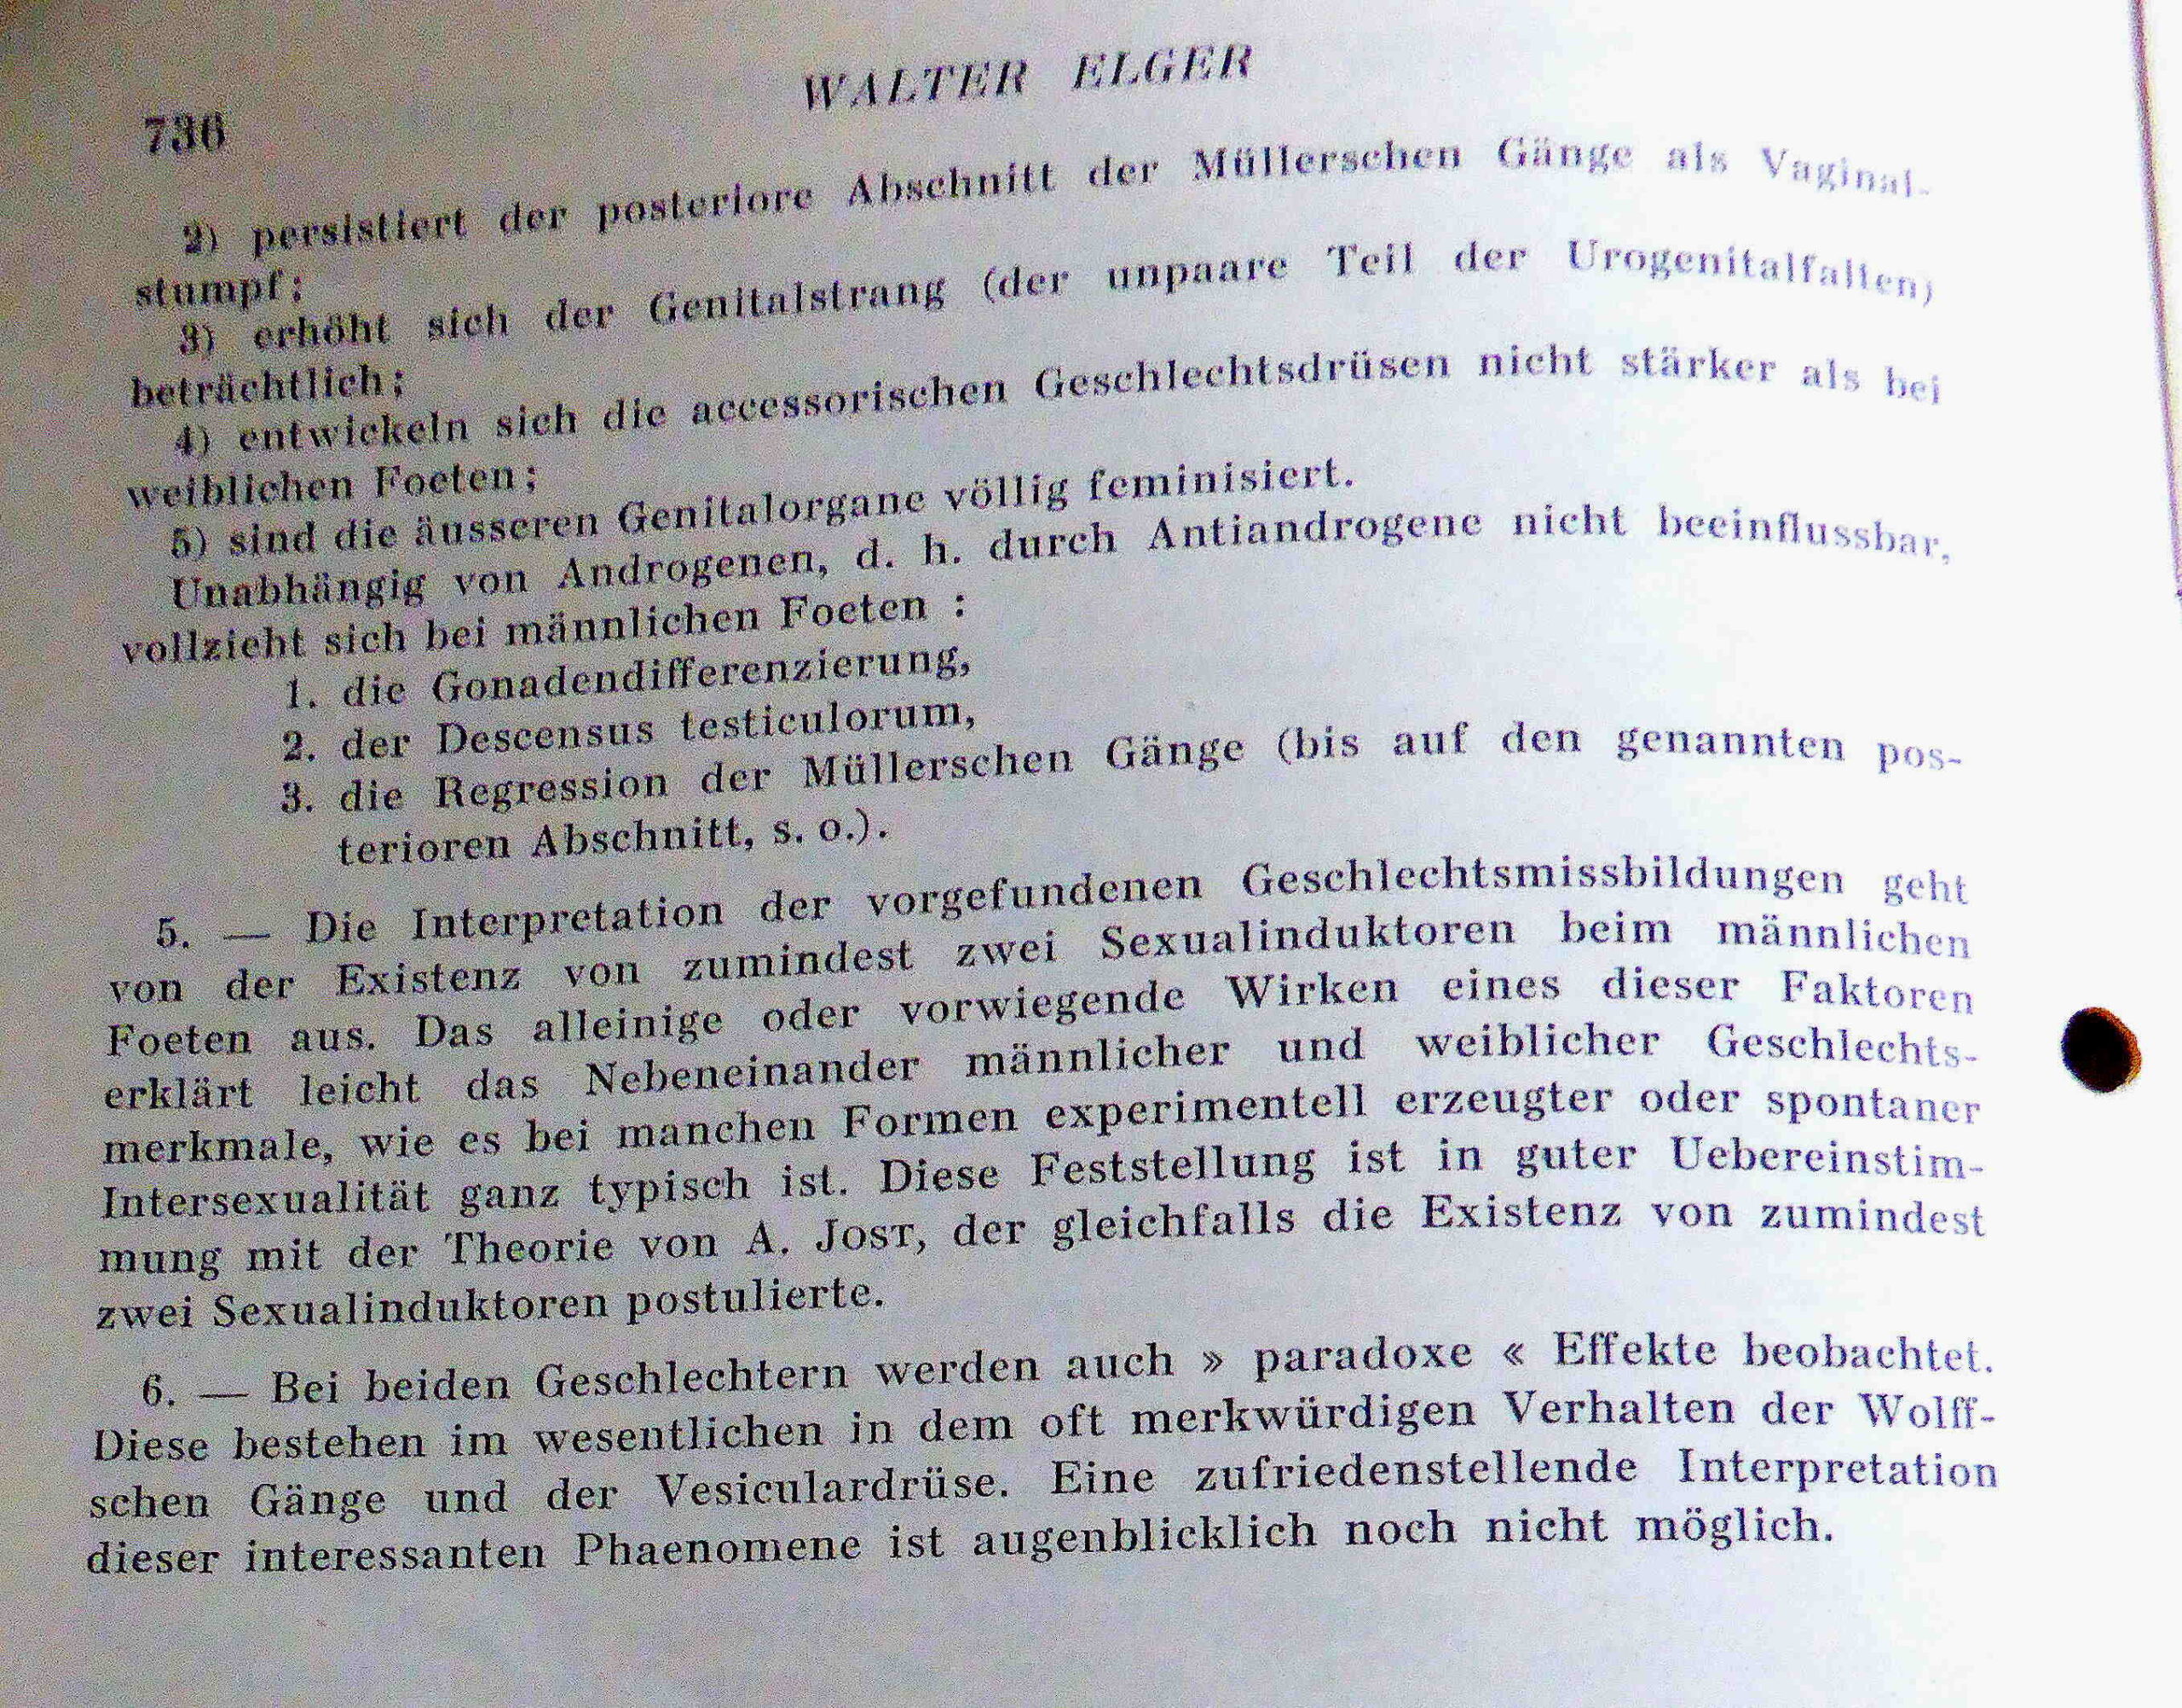 WALTER ELGER
736
2) persistiert der posteriore Abschnitt der Müllerschen Gänge als Vaginal-
stumpf;
3) erhöht sich der Genitalstrang (der unpaare Teil der Urogenitalfalten)
beträchtlich;
4) entwickeln sich die accessorischen Geschlechtsdrüsen nicht stärker als bei
weiblichen Foeten;
5) sind die äusseren Genitalorgane völlig feminisiert.
Unabhängig von Androgenen, d. h. durch Antiandrogene nicht beeinflussbar,
vollzieht sich bei männlichen Foeten :
1. die Gonadendifferenzierung,
2. der Descensus testiculorum,
3. die Regression der Müllerschen Gänge (bis auf den genannten pos-
terioren Abschnitt, s. o.).
5. — Die Interpretation der vorgefundenen Geschlechtsmissbildungen geht
von der Existenz von zumindest zwei Sexualinduktoren beim männlichen
Foeten aus. Das alleinige oder vorwiegende Wirken eines dieser Faktoren
erklärt leicht das Nebeneinander männlicher und weiblicher Geschlechts-
merkmale, wie es bei manchen Formen experimentell erzeugter oder spontaner
Intersexualität ganz typisch ist. Diese Feststellung ist in guter Uebereinstim-
mung mit der Theorie von A. JOST, der gleichfalls die Existenz von zumindest
zwei Sexualinduktoren postulierte.
6. — Bei beiden Geschlechtern werden auch » paradoxe « Effekte beobachtet.
Diese bestehen im wesentlichen in dem oft merkwürdigen Verhalten der Wolff-
schen Gänge und der Vesiculardrüse. Eine zufriedenstellende Interpretation
dieser interessanten Phaenomene ist augenblicklich noch nicht möglich.